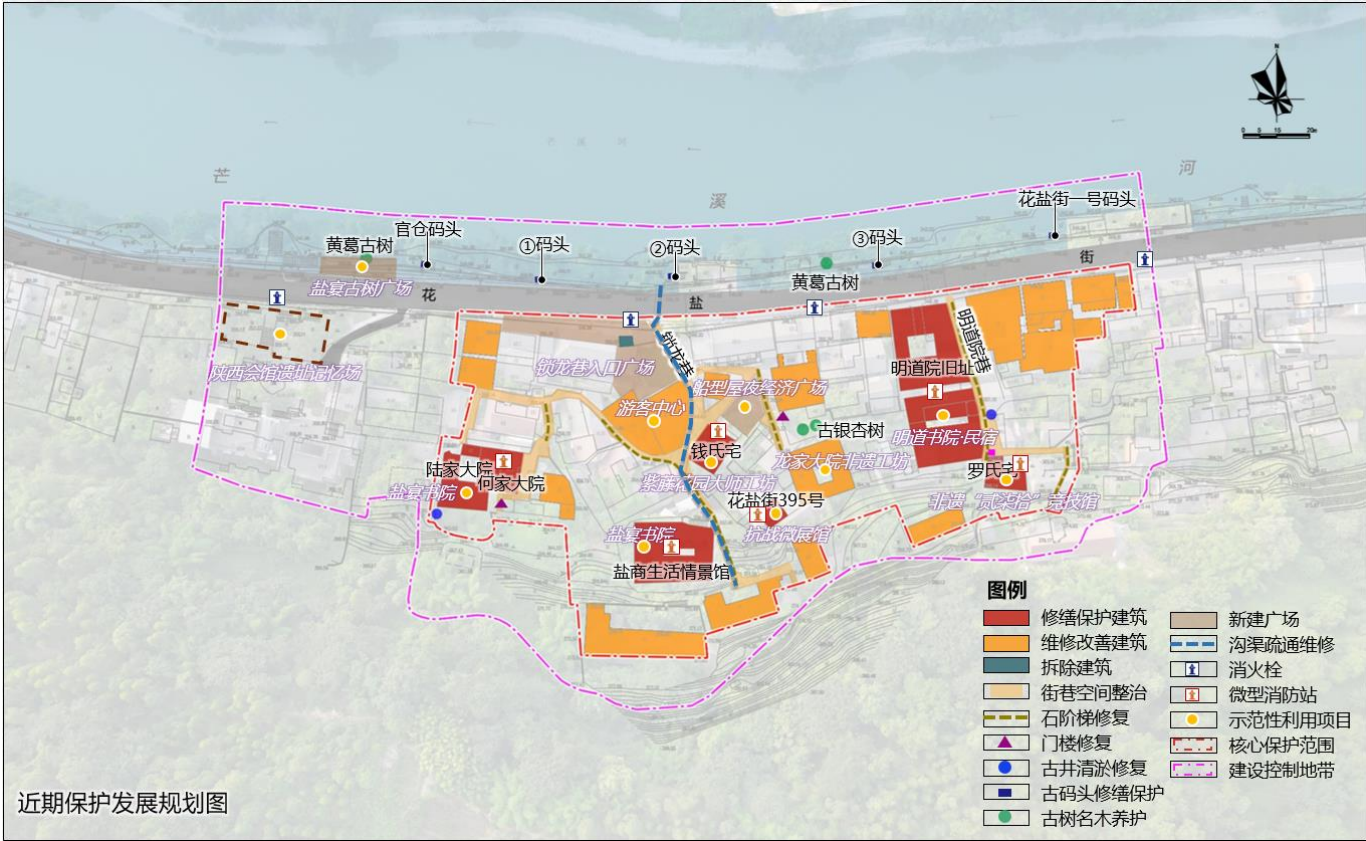 N
0 5 15 20m
芒
溪
河
花盐街一号码头
官仓码头
黄葛古树
①码头
②码头
③码头
黄葛古树
盐宴古树广场
花
盐
街
锁龙巷
明道院巷
陕西会馆遗址记忆场
锁龙巷入口广场
船型屋夜经济广场
明道院旧址
游客中心
古银杏树
明道书院·民宿
钱氏宅
龙家大院非遗工坊
陆家大院
何家大院
紫藤花园大师工坊
罗氏宅
盐宴书院
花盐街395号
非遗“贰柒拾”竞技馆
盐宴书院
抗战微展馆
盐商生活情景馆
图例
修缮保护建筑
维修改善建筑
拆除建筑
街巷空间整治
石阶梯修复
门楼修复
古井清淤修复
古码头修缮保护
古树名木养护
新建广场
沟渠疏通维修
消火栓
微型消防站
示范性利用项目
核心保护范围
建设控制地带
近期保护发展规划图